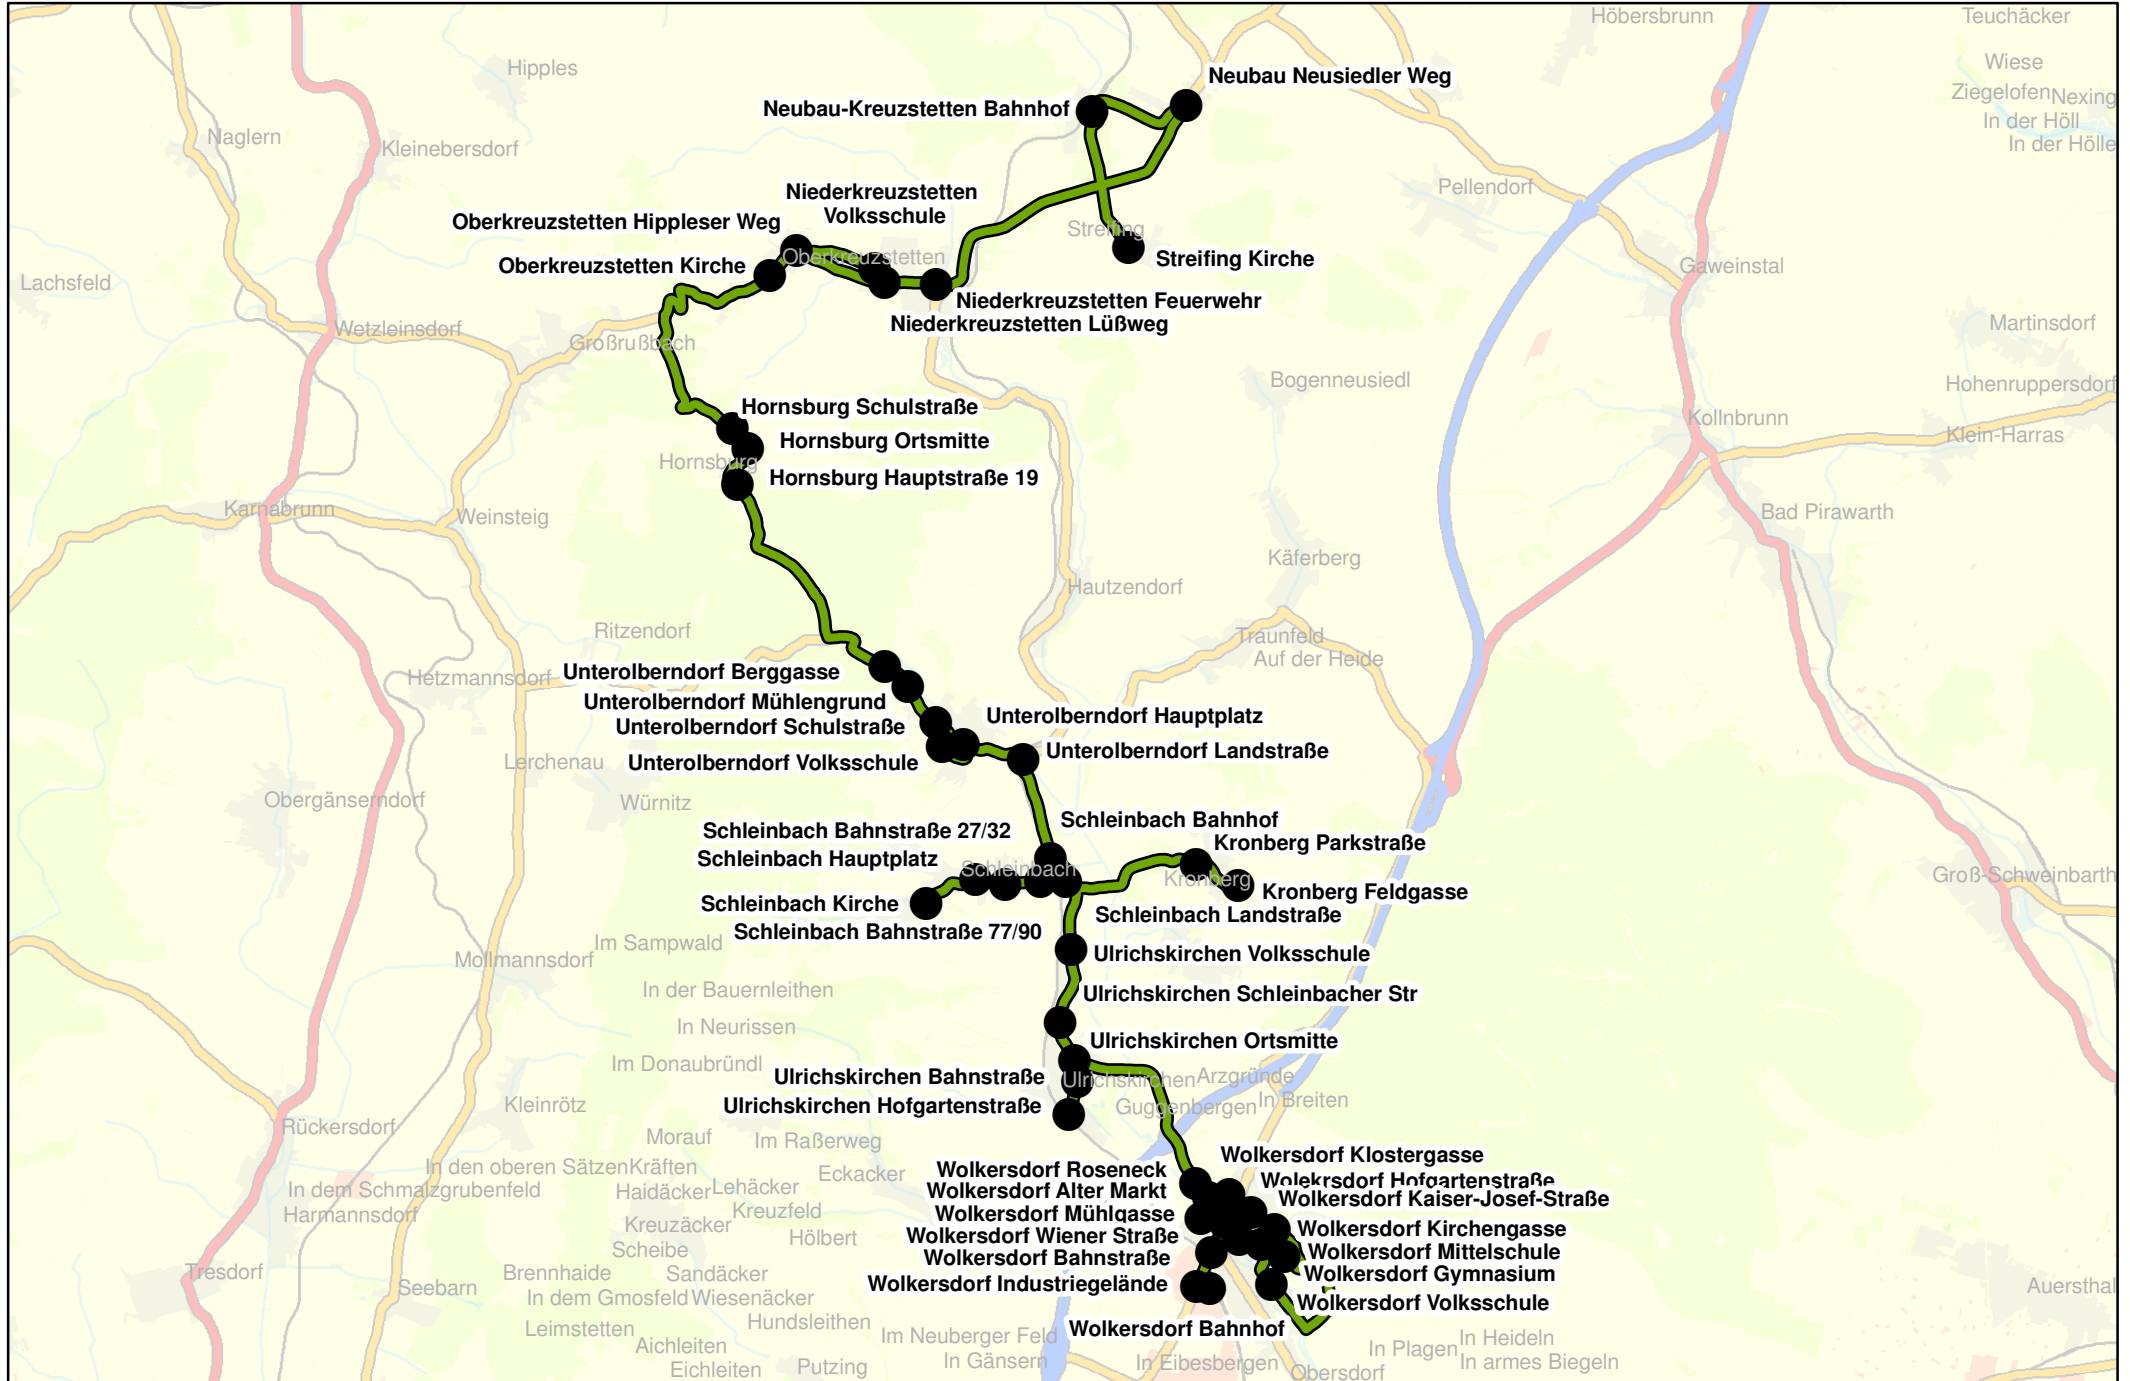 Höbersbrunn
Teuchäcker
Hipples
Wiese
Neubau Neusiedler Weg
Ziegelofen
Nexing
Neubau-Kreuzstetten Bahnhof
In der Höll
Naglern
Kleinebersdorf
In der Hölle
Pellendorf
Niederkreuzstetten
Volksschule
Oberkreuzstetten Hippleser Weg
Streifing
Oberkreuzstetten
Streifing Kirche
Oberkreuzstetten Kirche
Gaweinstal
Lachsfeld
Niederkreuzstetten Feuerwehr
Niederkreuzstetten Lüßweg
Wetzleinsdorf
Martinsdorf
Großrußbach
Bogenneusiedl
Hohenruppersdorf
Hornsburg Schulstraße
Kollnbrunn
Hornsburg Ortsmitte
Klein-Harras
Hornsburg
Hornsburg Hauptstraße 19
Karnabrunn
Weinsteig
Bad Pirawarth
Käferberg
Hautzendorf
Ritzendorf
Traunfeld
Auf der Heide
Unterolberndorf Berggasse
Hetzmannsdorf
Unterolberndorf Mühlengrund
Unterolberndorf Hauptplatz
Unterolberndorf Schulstraße
Unterolberndorf Landstraße
Lerchenau
Unterolberndorf Volksschule
Obergänserndorf
Würnitz
Schleinbach Bahnhof
Schleinbach Bahnstraße 27/32
Kronberg Parkstraße
Schleinbach Hauptplatz
Schleinbach
Kronberg
Groß-Schweinbarth
Kronberg Feldgasse
Schleinbach Kirche
Schleinbach Landstraße
Schleinbach Bahnstraße 77/90
Im Sampwald
Ulrichskirchen Volksschule
Mollmannsdorf
In der Bauernleithen
Ulrichskirchen Schleinbacher Str
In Neurissen
Ulrichskirchen Ortsmitte
Im Donaubründl
Ulrichskirchen Bahnstraße
Ulrichskirchen
Arzgründe
Kleinrötz
Ulrichskirchen Hofgartenstraße
Guggenbergen
In Breiten
Rückersdorf
Morauf
Im Raßerweg
Wolkersdorf Klostergasse
In den oberen Sätzen
Kräften
Eckacker
Wolkersdorf Roseneck
Wolekrsdorf Hofgartenstraße
In dem Schmalzgrubenfeld
Haidäcker
Lehäcker
Wolkersdorf Alter Markt
Wolkersdorf Kaiser-Josef-Straße
Harmannsdorf
Kreuzfeld
Wolkersdorf Mühlgasse
Kreuzäcker
Wolkersdorf Kirchengasse
Hölbert
Wolkersdorf Wiener Straße
Scheibe
Wolkersdorf Mittelschule
Wolkersdorf Bahnstraße
Tresdorf
Brennhaide
Sandäcker
Wolkersdorf Gymnasium
Seebarn
Wolkersdorf Industriegelände
Auersthal
In dem Gmosfeld
Wiesenäcker
Wolkersdorf Volksschule
Hundsleithen
Leimstetten
Wolkersdorf Bahnhof
Im Neuberger Feld
In Heideln
Aichleiten
In Plagen
In Gänsern
In Eibesbergen
In armes Biegeln
Eichleiten
Putzing
Obersdorf